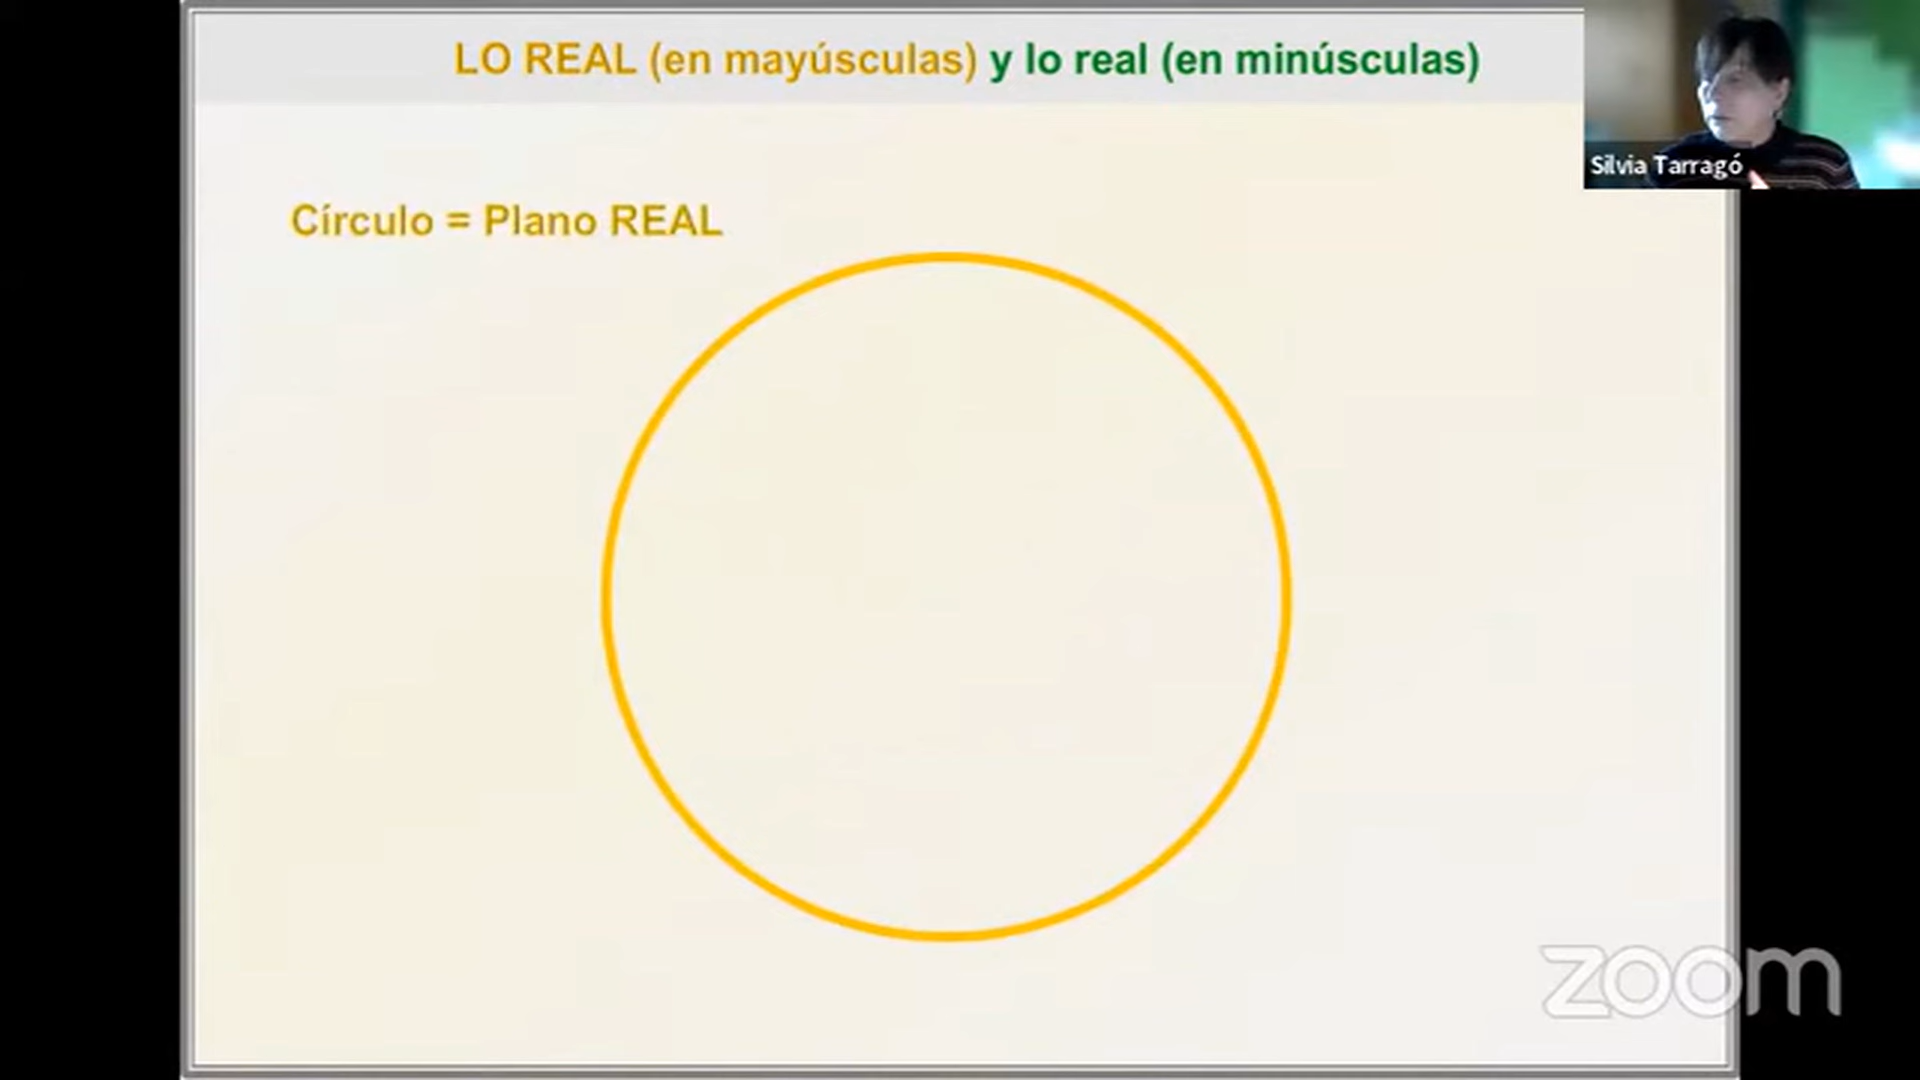 LO REAL (en mayúsculas) y lo real (en minúsculas)
Silvia Tarragó
Círculo = Plano REAL
zoom